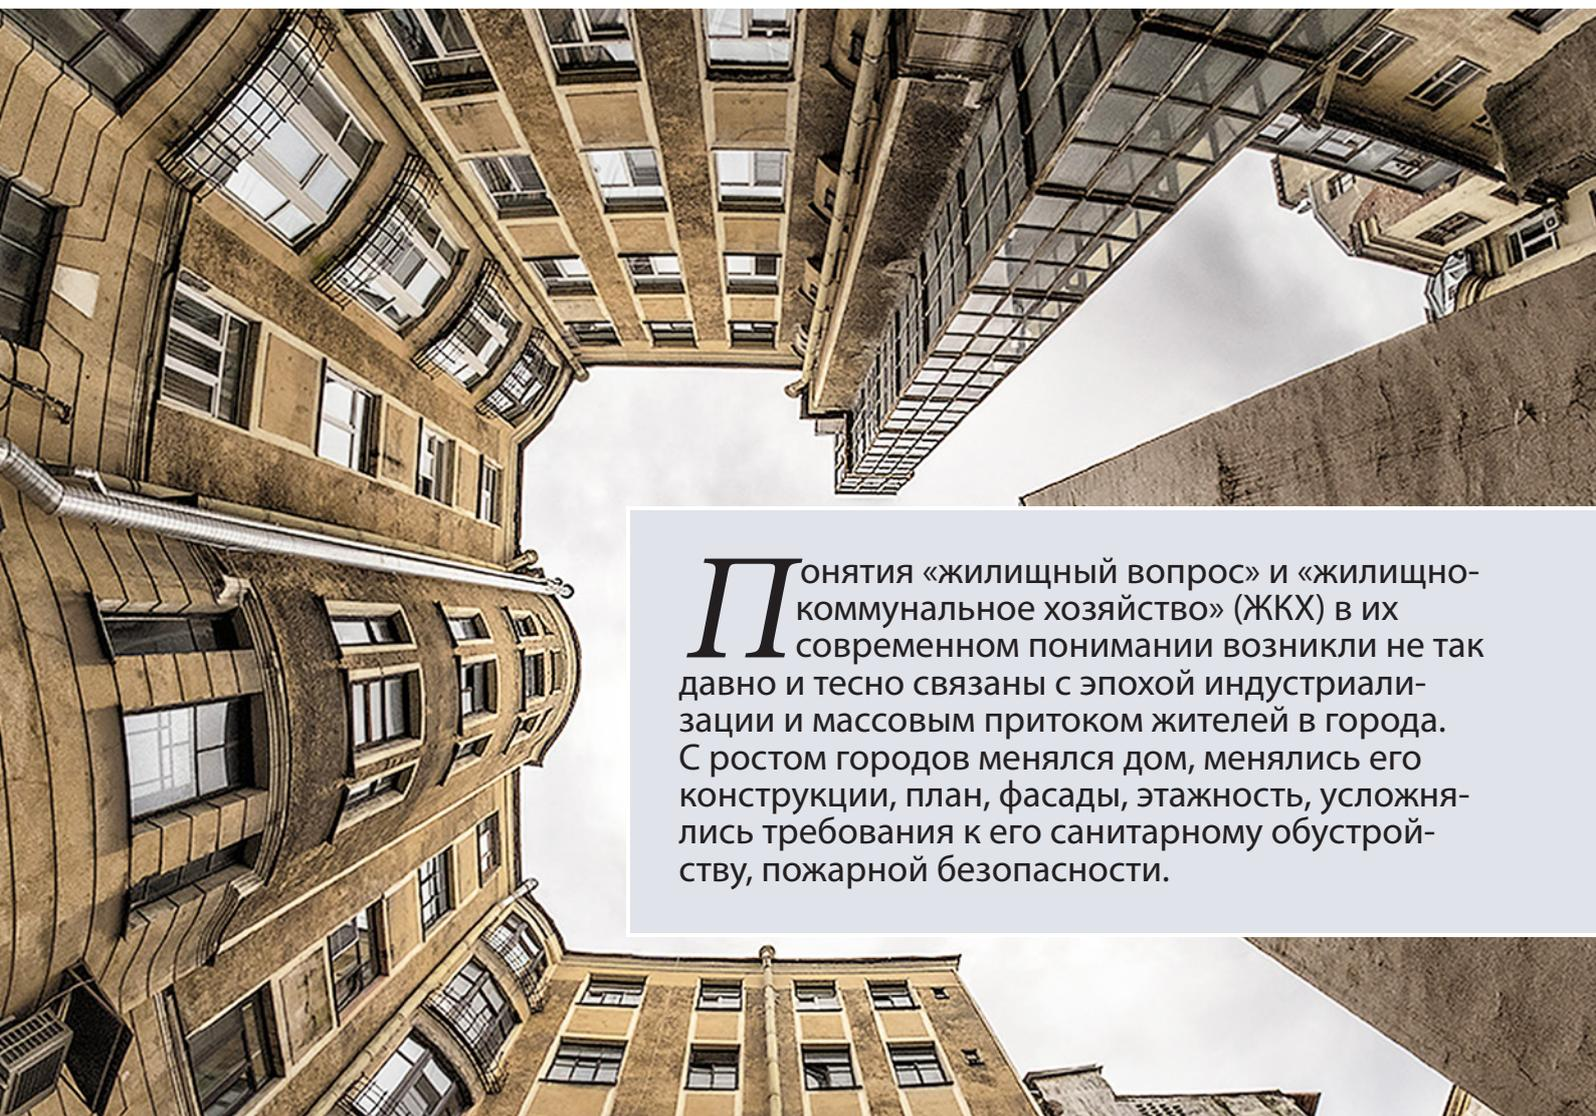 Понятия «жилищный вопрос» и «жилищно-
коммунальное хозяйство» (ЖКХ) в их
современном понимании возникли не так
давно и тесно связаны с эпохой индустриали-
зации и массовым притоком жителей в города.
С ростом городов менялся дом, менялись его
конструкции, план, фасады, этажность, усложня-
лись требования к его санитарному обустрой-
ству, пожарной безопасности.